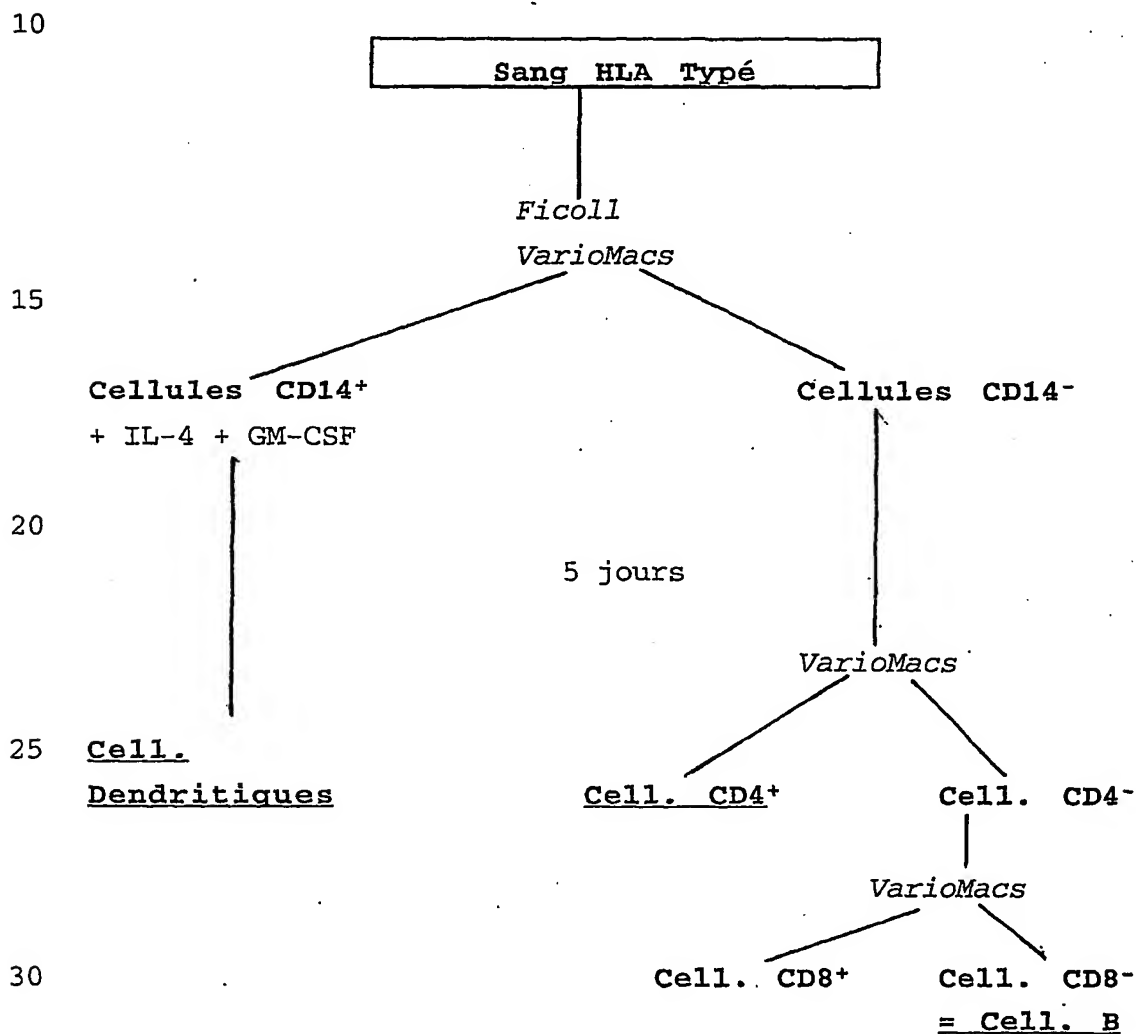 10
Sang HLA Typé
Ficoll
VarioMacs
15
Cellules CD14⁺ Cellules CD14⁻
+ IL-4 + GM-CSF
20
5 jours
VarioMacs
25 Cell.
Dendritiques Cell. CD4⁺ Cell. CD4⁻
VarioMacs
30 Cell. CD8⁺ Cell. CD8⁻
= Cell. B